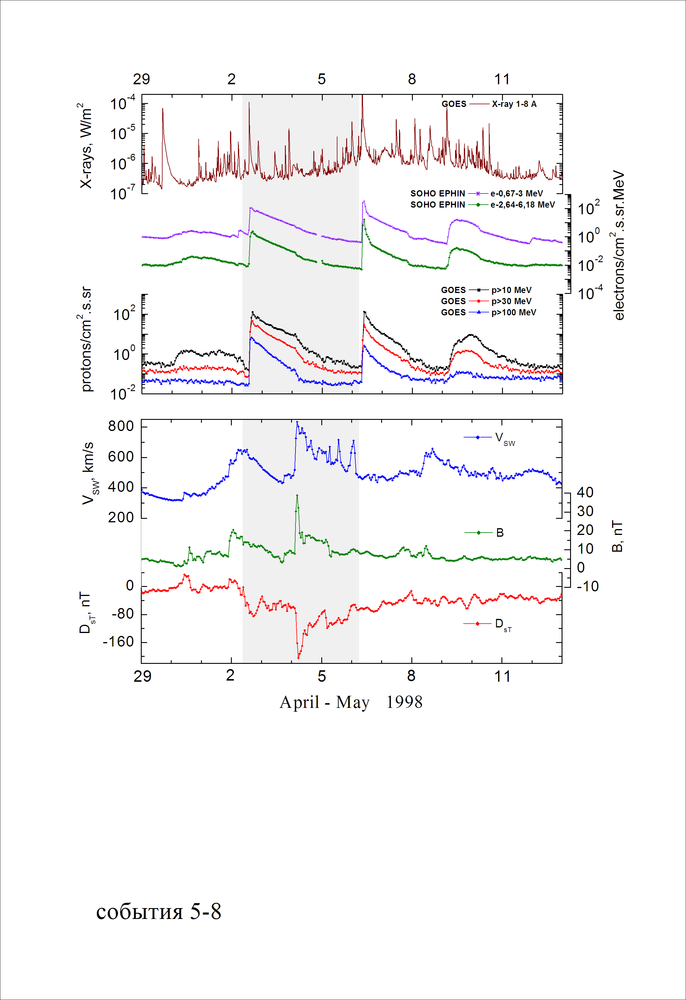 29 2 5 8 11
X-rays, W/m²
10⁻⁴
10⁻⁵
10⁻⁶
10⁻⁷
GOES X-ray 1-8 A
SOHO EPHIN e-0,67-3 MeV
SOHO EPHIN e-2,64-6,18 MeV
electrons/cm².s.sr.MeV
10²
10⁰
10⁻²
10⁻⁴
protons/cm².s.sr
10²
10⁰
10⁻²
GOES p>10 MeV
GOES p>30 MeV
GOES p>100 MeV
V_SW, km/s
800
600
400
200
V_SW
B, nT
40
30
20
10
0
-10
B
D_sT, nT
0
-80
-160
D_sT
29 2 5 8 11
April - May 1998
события 5-8